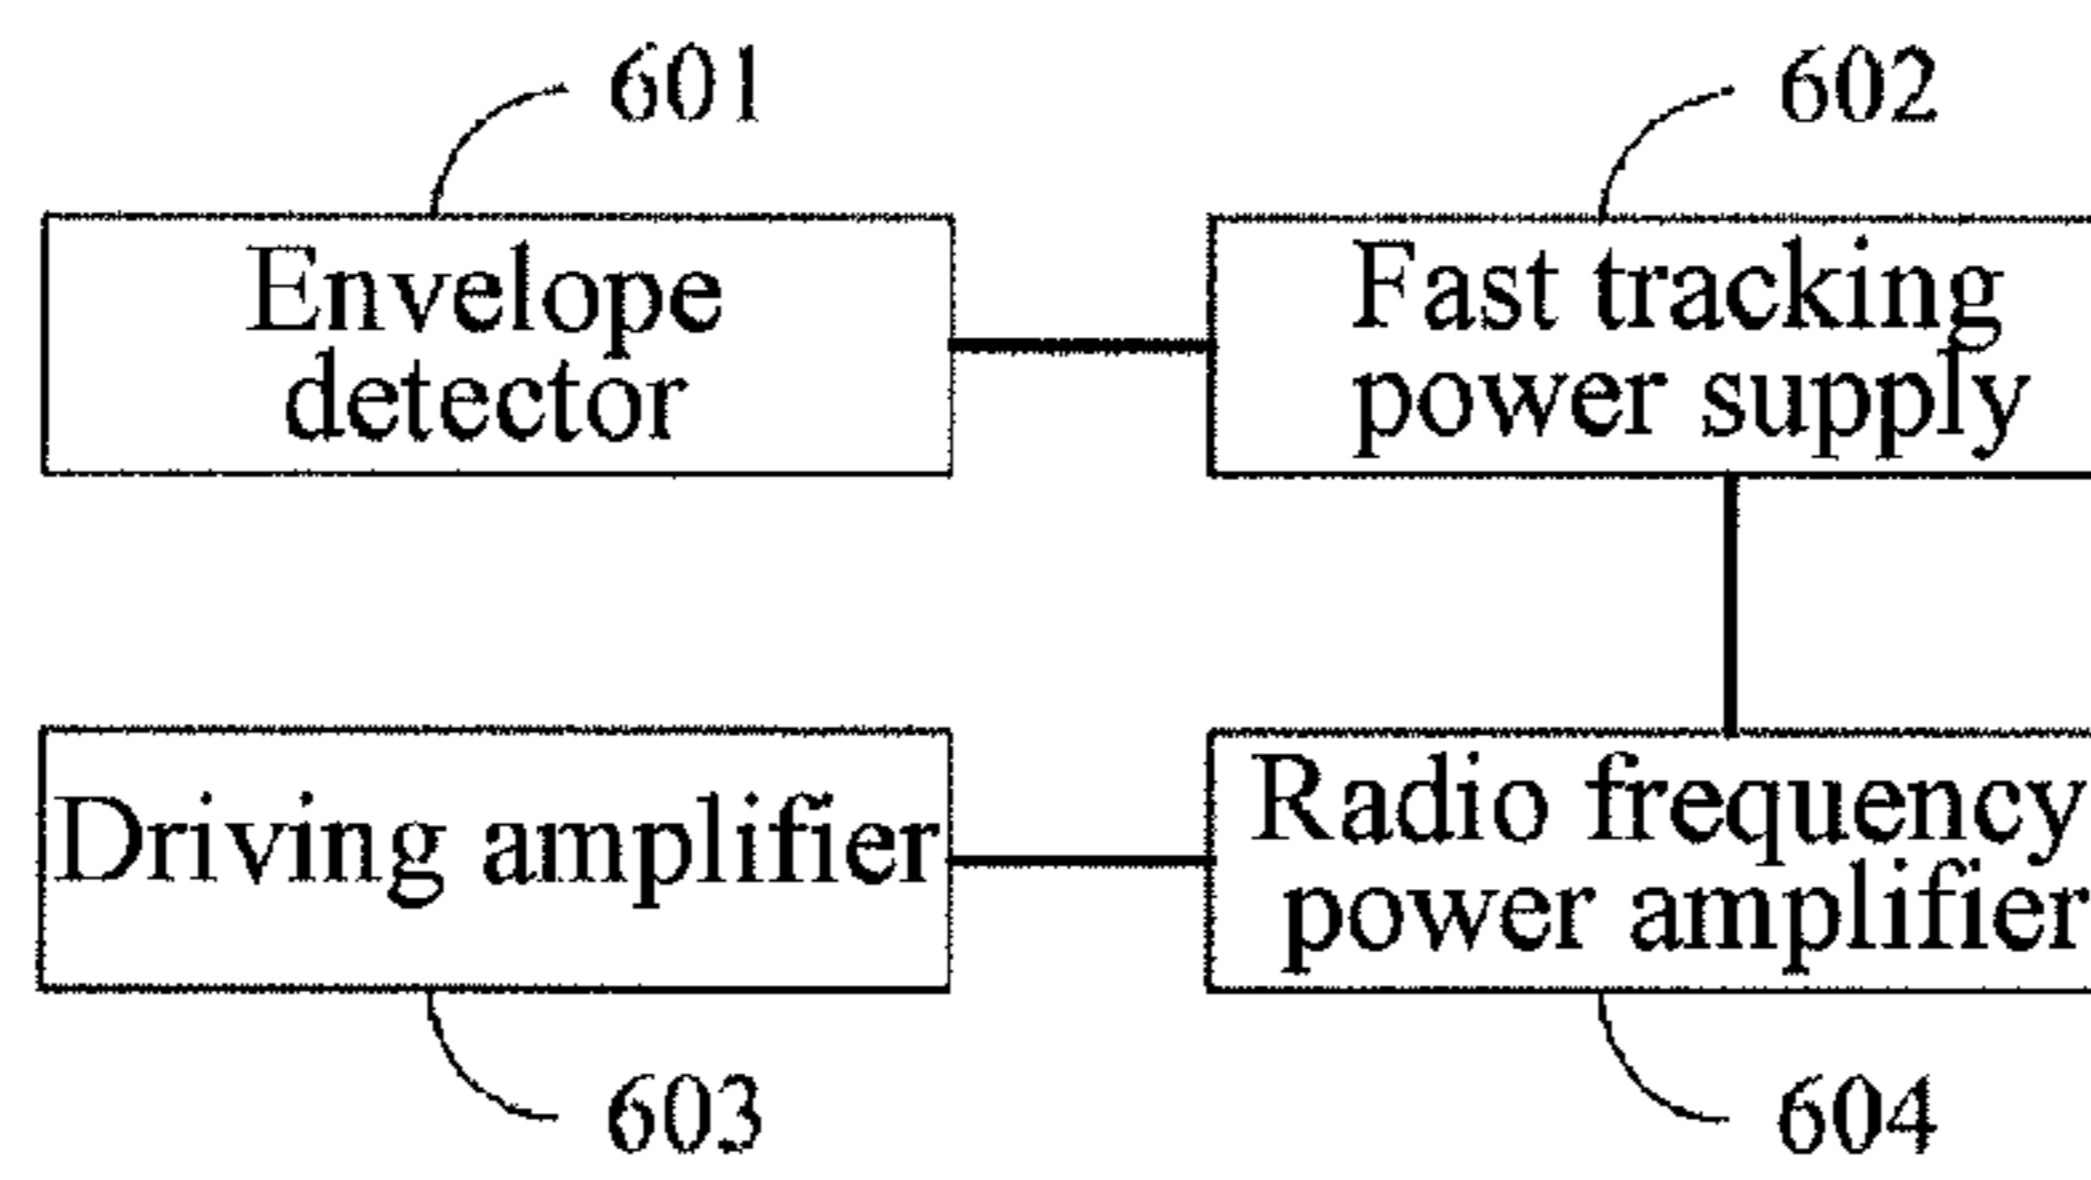 601
602
Envelope
detector
Fast tracking
power supply
Driving amplifier
Radio frequency
power amplifier
603
604